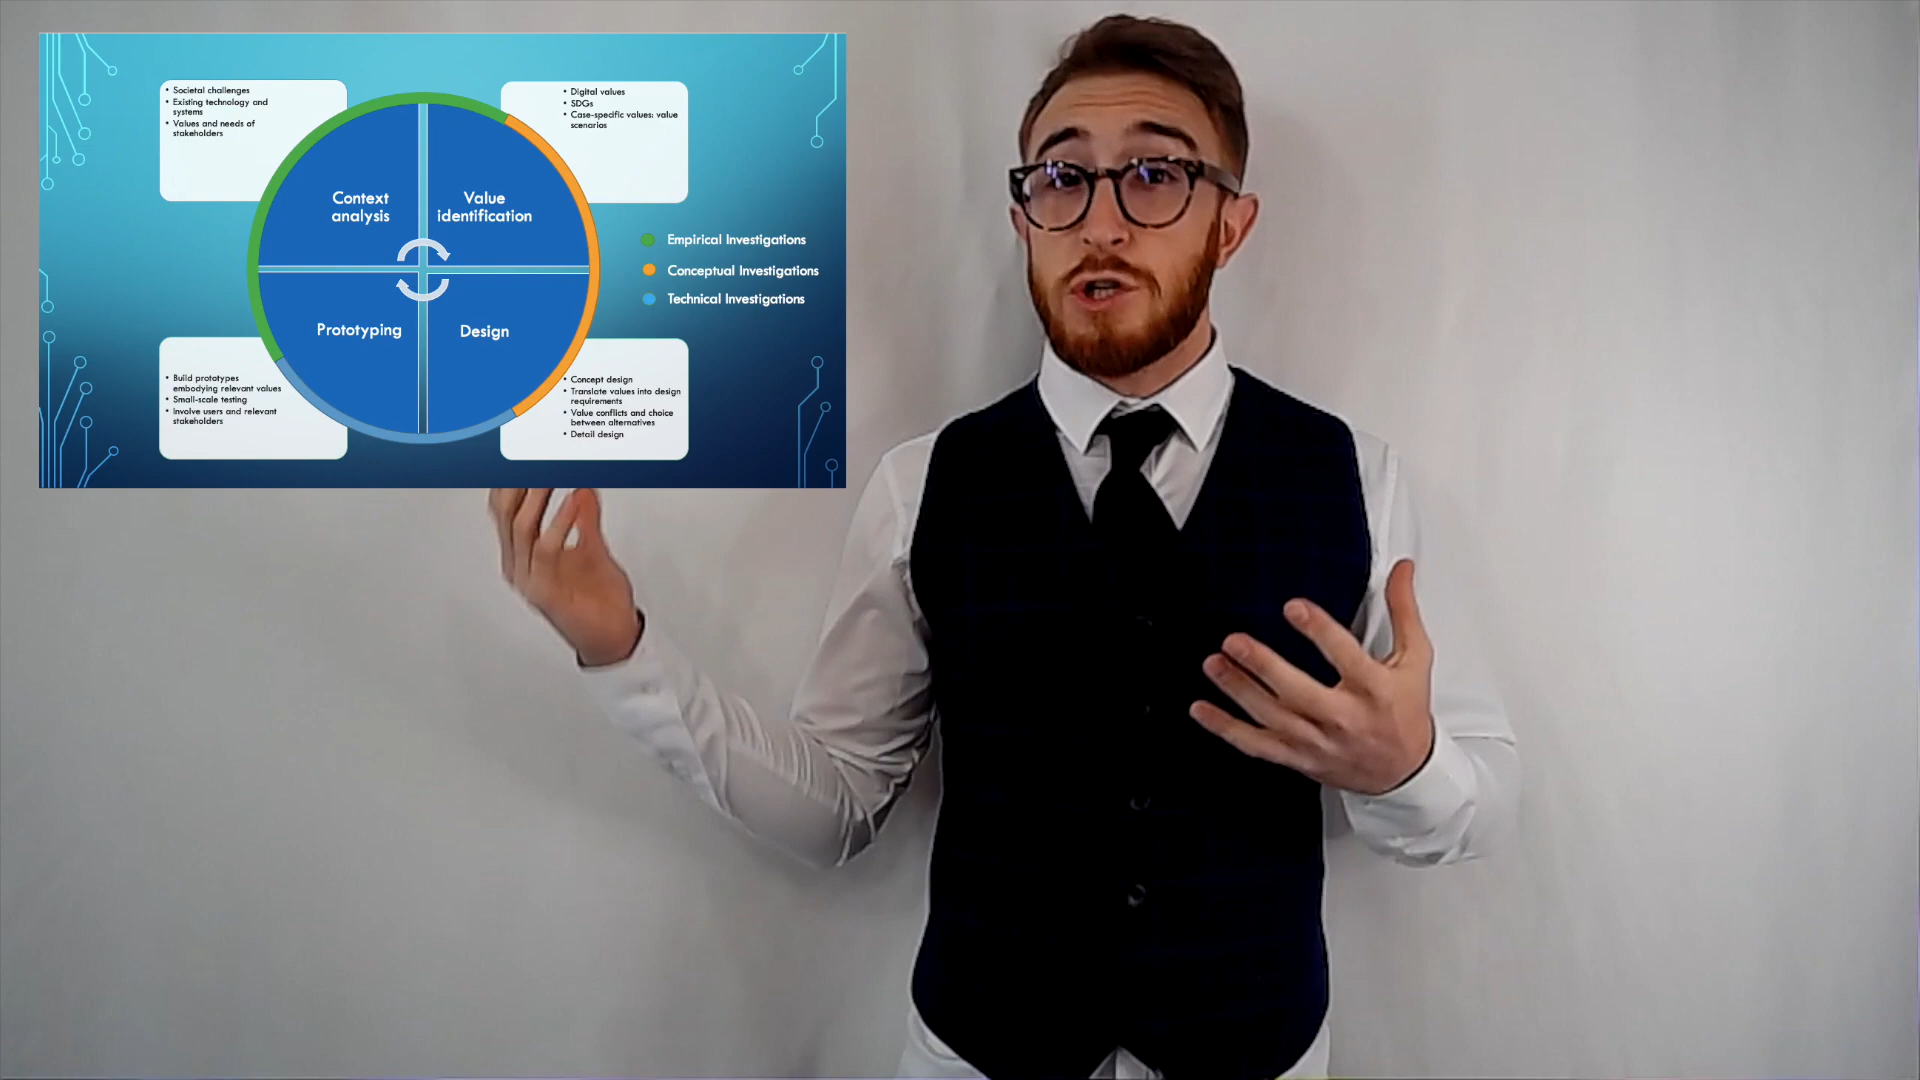 • Societal challenges
• Existing technology and
systems
• Values and needs of
stakeholders
• Digital values
• SDGs
• Case-specific values: value
scenarios
Context
analysis
Value
identification
Empirical Investigations
Conceptual Investigations
Technical Investigations
Prototyping
Design
• Build prototypes
embodying relevant values
• Small-scale testing
• Involve users and relevant
stakeholders
• Concept design
• Translate values into design
requirements
• Value conflicts and choice
between alternatives
• Detail design